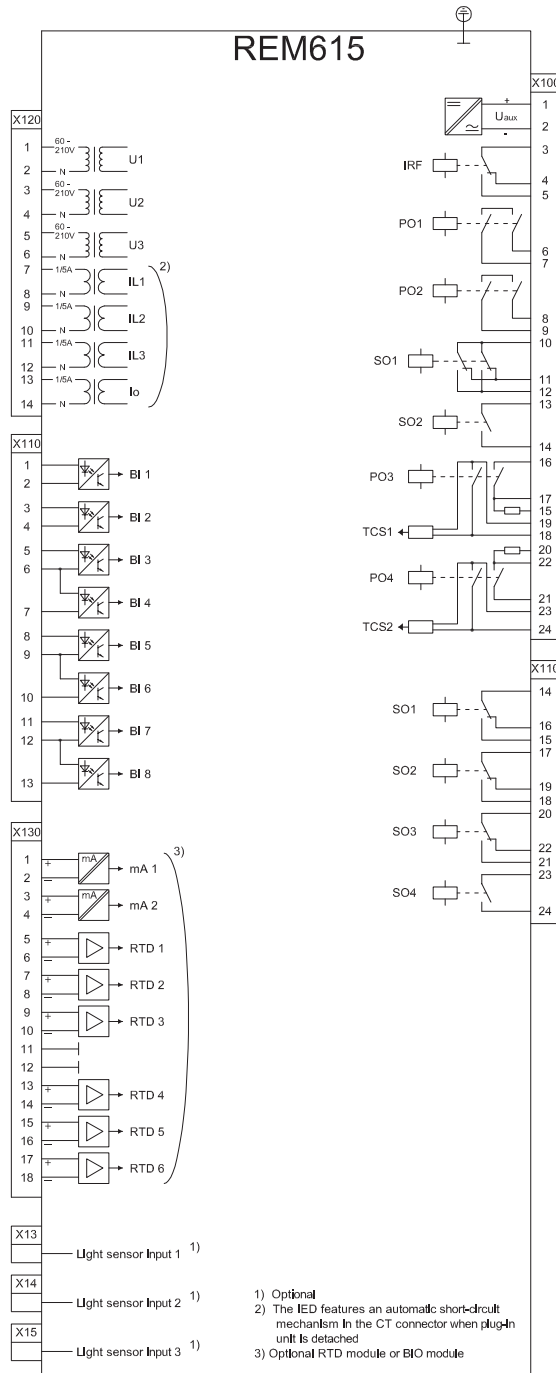 REM615
X120
1 60 - 210V U1
2 N
3 60 - 210V U2
4 N
5 60 - 210V U3
6 N
7 1/5A IL1 2)
8 N
9 1/5A IL2
10 N
11 1/5A IL3
12 N
13 1/5A Io
14 N
X110
1
2 BI 1
3
4 BI 2
5 BI 3
6
7 BI 4
8 BI 5
9
10 BI 6
11 BI 7
12
13 BI 8
X130
3)
1 + mA mA 1
2 –
3 + mA mA 2
4 –
5 + RTD 1
6 –
7 + RTD 2
8 –
9 + RTD 3
10 –
11
12
13 + RTD 4
14 –
15 + RTD 5
16 –
17 + RTD 6
18 –
X13
Light sensor input 1 1)
X14
Light sensor input 2 1)
X15
Light sensor input 3 1)
X100
+ 1
Uaux
- 2
3
IRF
4
5
PO1
6
7
PO2
8
9
10
SO1
11
12
13
SO2
14
16
PO3
17
15
19
TCS1 18
20
22
PO4
21
23
TCS2 24
X110
14
SO1
16
15
17
SO2
19
18
20
SO3
22
21
23
SO4
24
1) Optional
2) The IED features an automatic short-circuit
mechanism in the CT connector when plug-in
unit is detached
3) Optional RTD module or BIO module